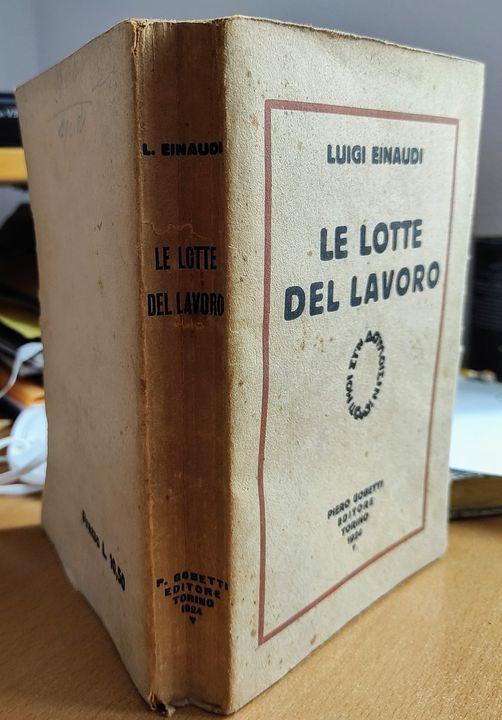 LUIGI EINAUDI
LE LOTTE
DEL LAVORO
PIERO GOBETTI
EDITORE
TORINO
1924
L. EINAUDI
LE LOTTE
DEL LAVORO
P. GOBETTI
EDITORE
TORINO
1924
Prezzo L. 10,50